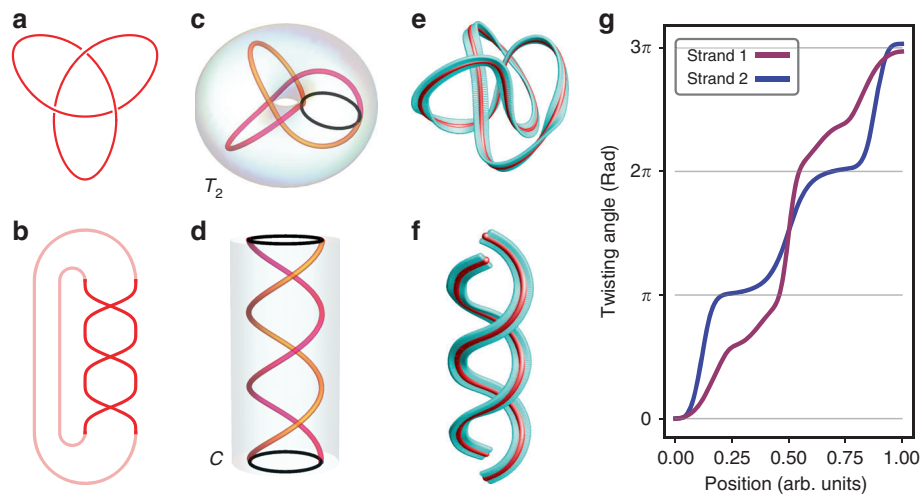 a
c
e
g
T2
b
d
f
C
3π
2π
π
0
Twisting angle (Rad)
Strand 1
Strand 2
0.00 0.25 0.50 0.75 1.00
Position (arb. units)